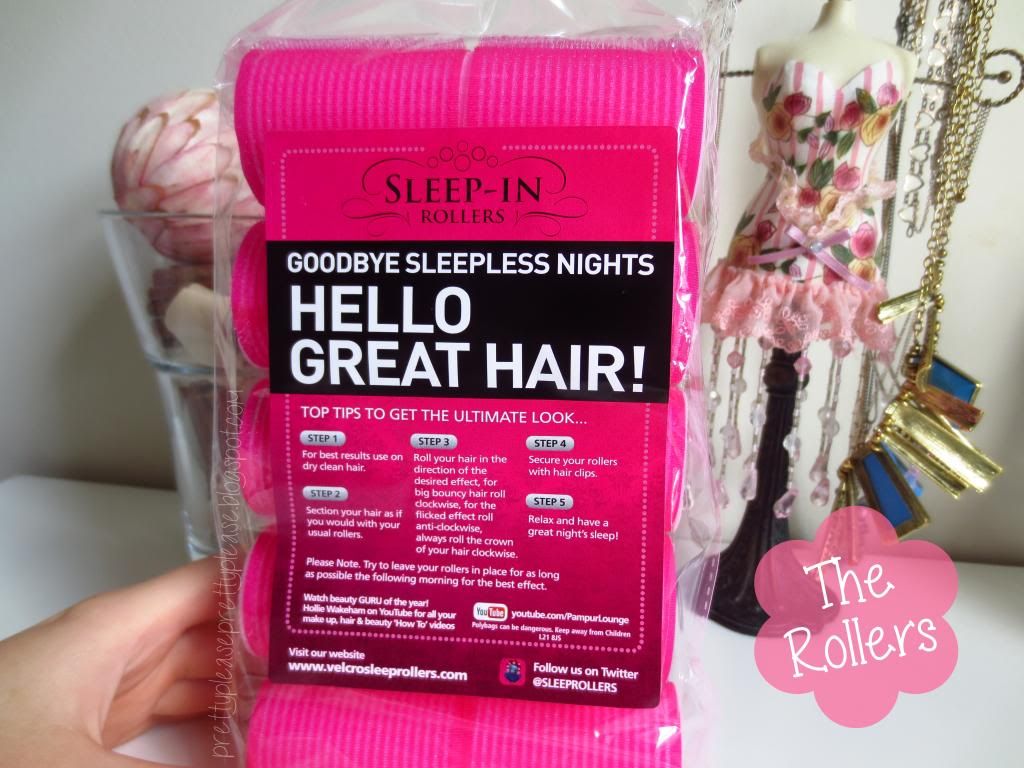 SLEEP-IN
ROLLERS
GOODBYE SLEEPLESS NIGHTS
HELLO
GREAT HAIR!
TOP TIPS TO GET THE ULTIMATE LOOK...
STEP 1
For best results use on
dry clean hair.
STEP 2
Section your hair as if
you would with your
usual rollers.
STEP 3
Roll your hair in the
direction of the
desired effect, for
big bouncy hair roll
clockwise, for the
flicked effect roll
anti-clockwise,
always roll the crown
of your hair clockwise.
STEP 4
Secure your rollers
with hair clips.
STEP 5
Relax and have a
great night's sleep!
Please Note. Try to leave your rollers in place for as long
as possible the following morning for the best effect.
Watch beauty GURU of the year!
Hollie Wakeham on YouTube for all your
make up, hair & beauty 'How To' videos
YouTube youtube.com/PampurLounge
Polybags can be dangerous. Keep away from Children
L21 8JS
Visit our website
www.velcrosleeprollers.com
Follow us on Twitter
@SLEEPROLLERS
The
Rollers
prettypleaseprettyplease.blogspot.com